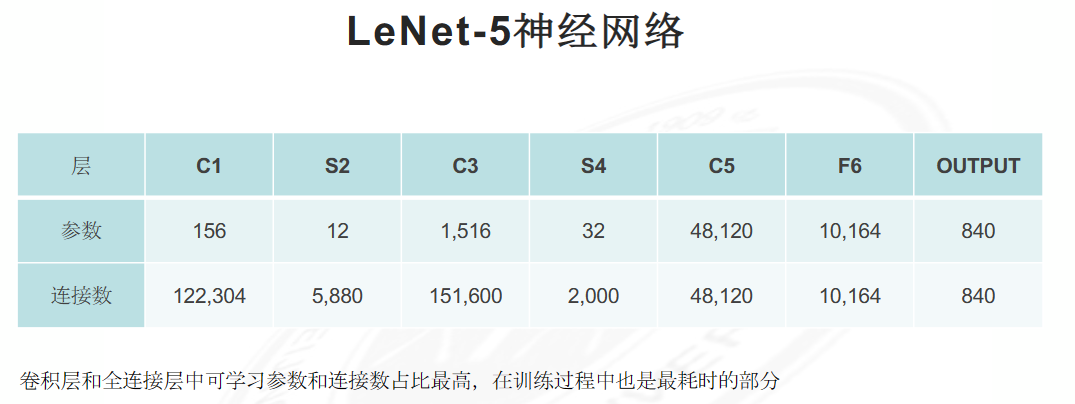 LeNet-5神经网络
层 C1 S2 C3 S4 C5 F6 OUTPUT
参数 156 12 1,516 32 48,120 10,164 840
连接数 122,304 5,880 151,600 2,000 48,120 10,164 840
卷积层和全连接层中可学习参数和连接数占比最高，在训练过程中也是最耗时的部分